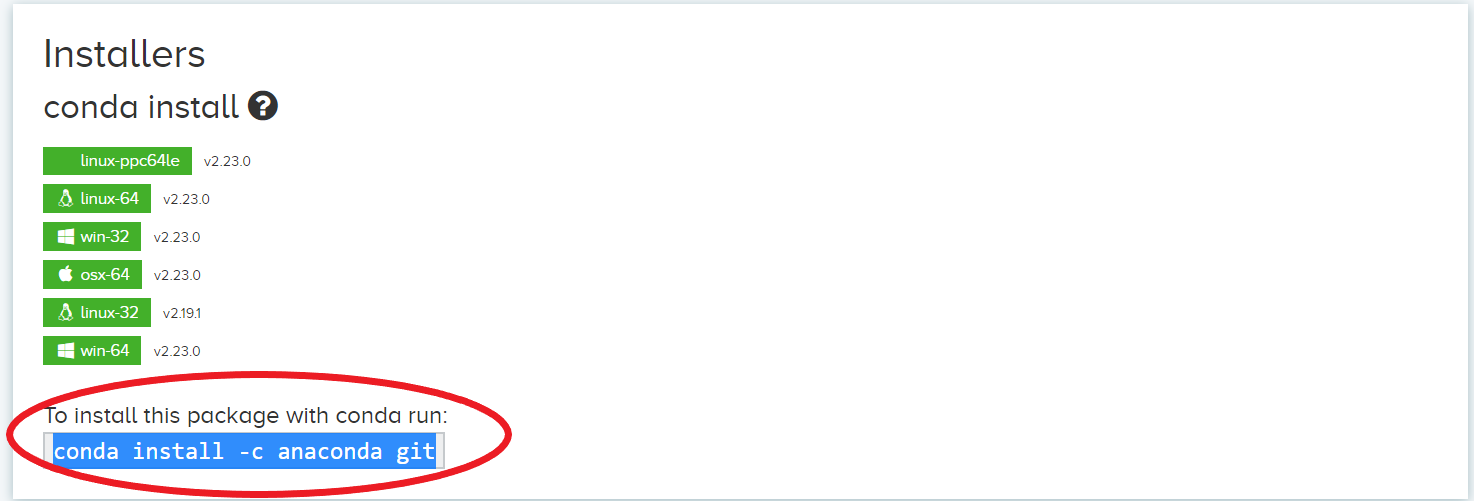 Installers
conda install ?
linux-ppc64le v2.23.0
linux-64 v2.23.0
win-32 v2.23.0
osx-64 v2.23.0
linux-32 v2.19.1
win-64 v2.23.0
To install this package with conda run:
conda install -c anaconda git